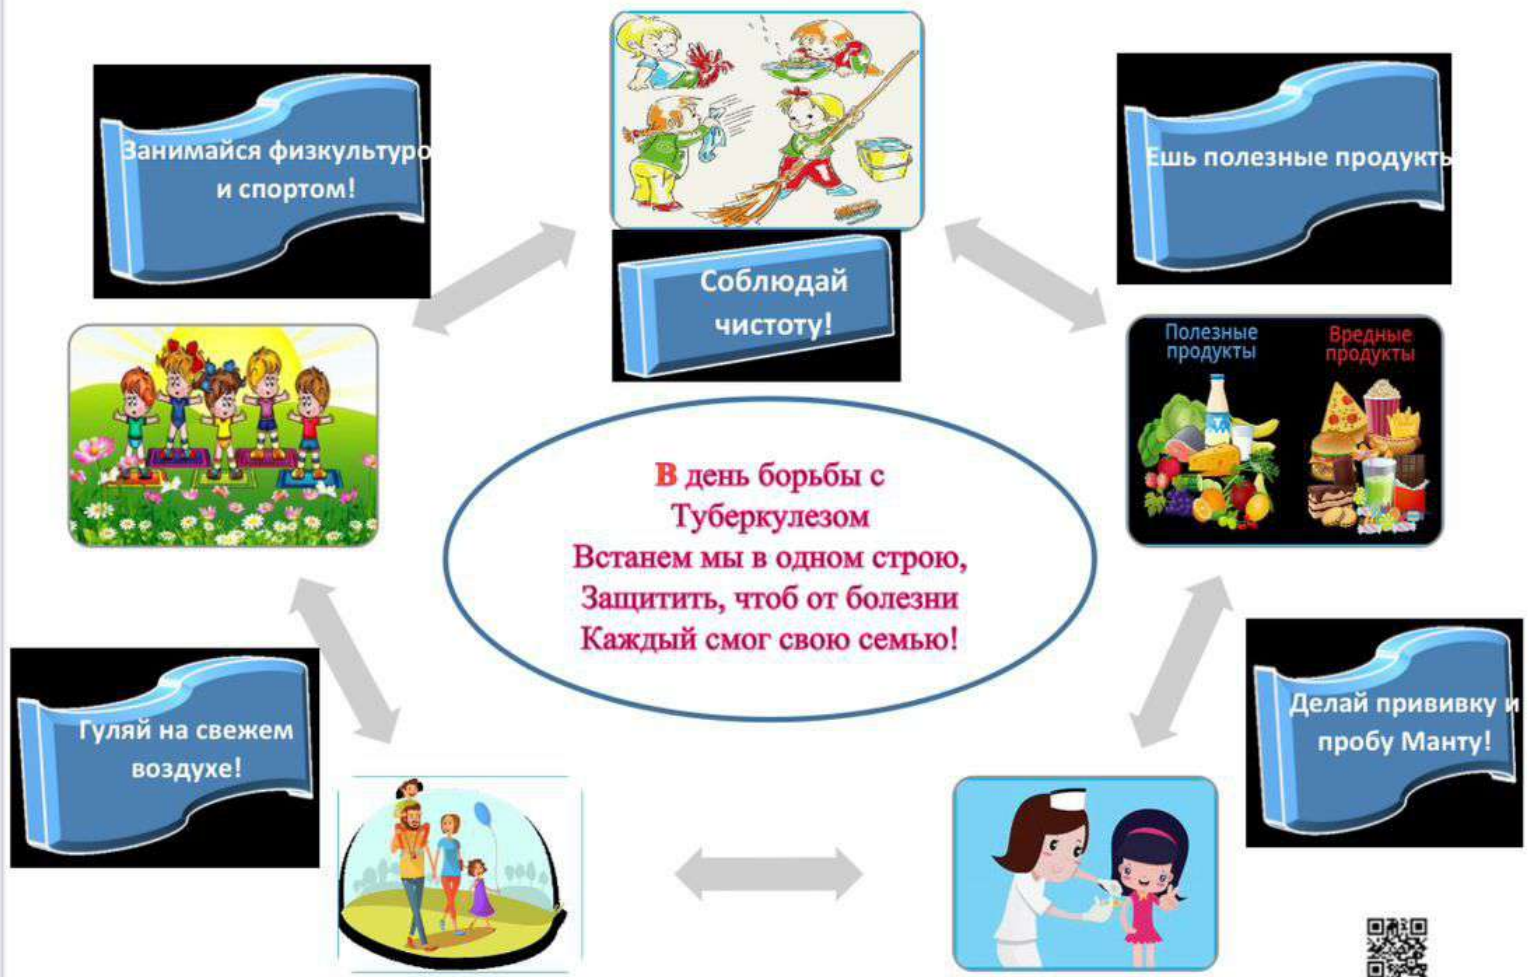 Занимайся физкультуро
и спортом!
Соблюдай
чистоту!
Ешь полезные продукты
Полезные
продукты
Вредные
продукты
В день борьбы с
Туберкулезом
Встанем мы в одном строю,
Защитить, чтоб от болезни
Каждый смог свою семью!
Гуляй на свежем
воздухе!
Делай прививку и
пробу Манту!